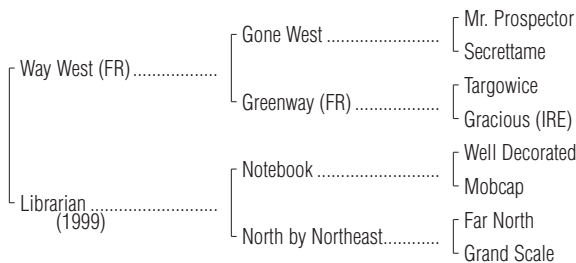 Mr. Prospector
Gone West
Secrettame
Way West (FR)
Targowice
Greenway (FR)
Gracious (IRE)
Well Decorated
Notebook
Mobcap
Librarian
(1999)
Far North
North by Northeast
Grand Scale